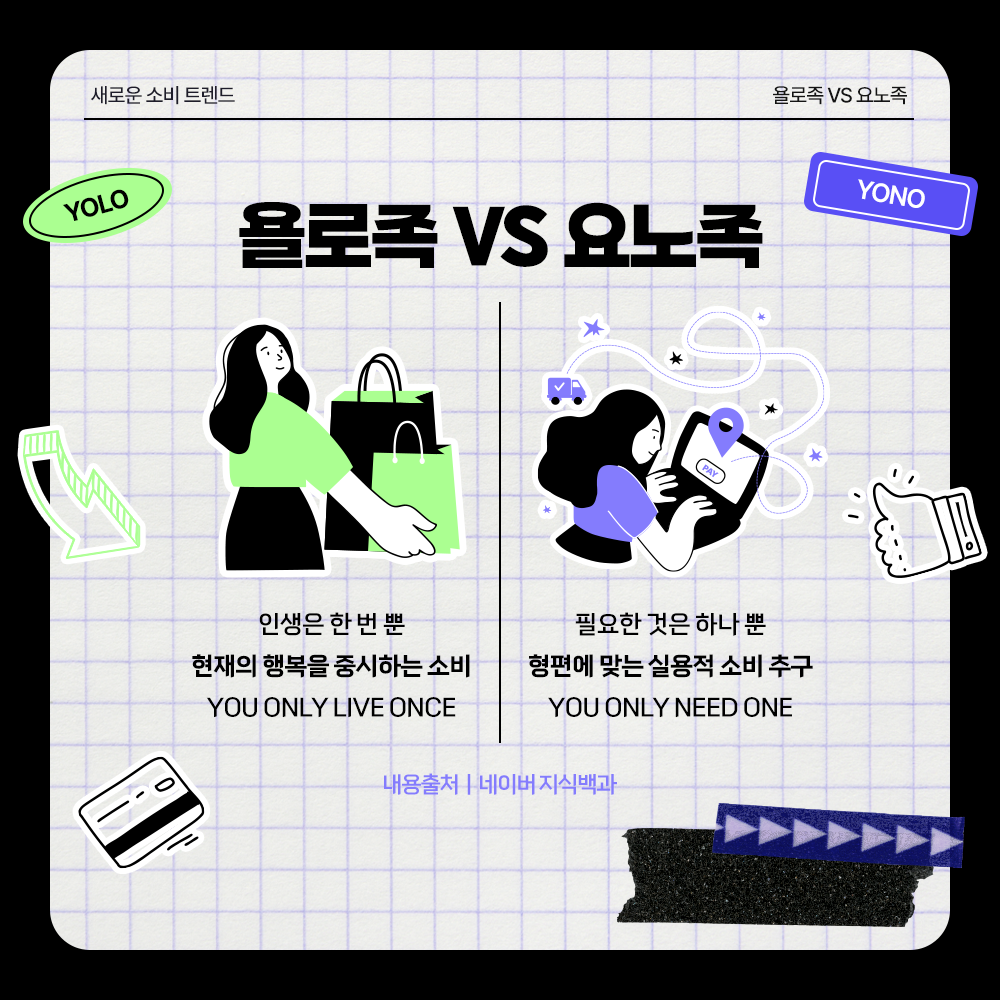 새로운 소비 트렌드
욜로족 VS 요노족
YOLO
YONO
욜로족 VS 요노족
PAY
인생은 한 번 뿐
현재의 행복을 중시하는 소비
YOU ONLY LIVE ONCE
필요한 것은 하나 뿐
형편에 맞는 실용적 소비 추구
YOU ONLY NEED ONE
내용출처 | 네이버 지식백과